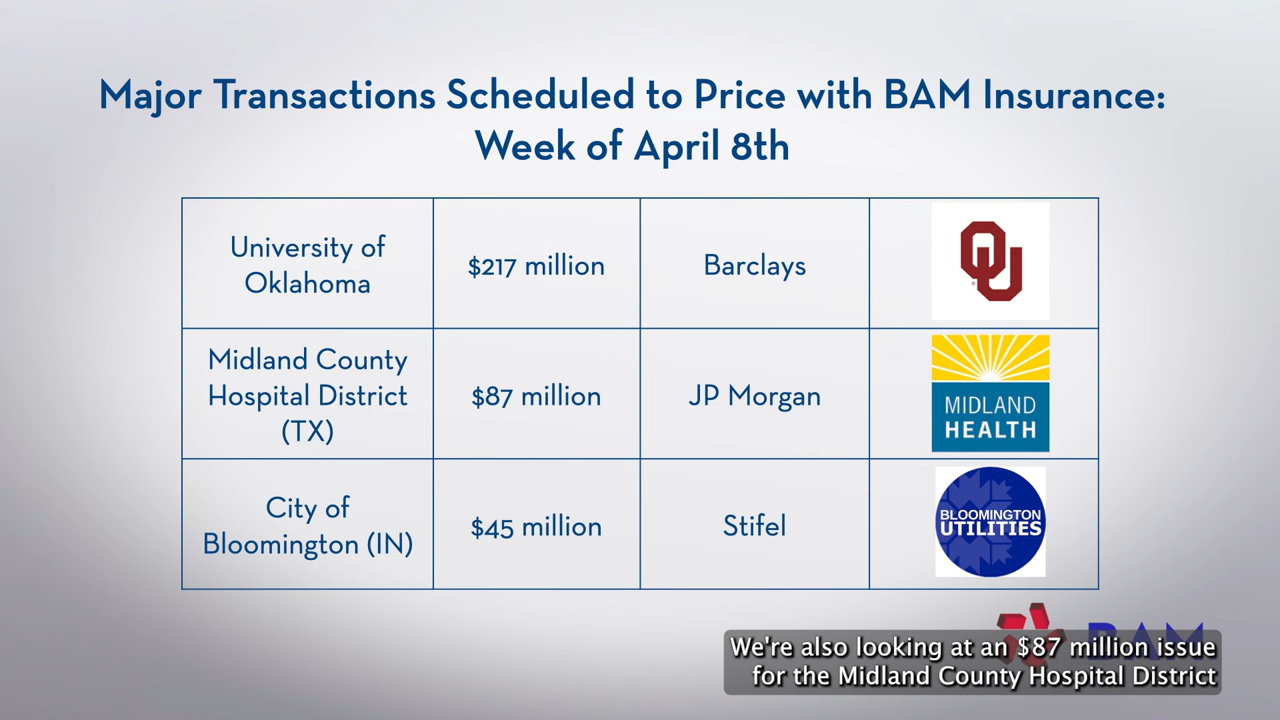 Major Transactions Scheduled to Price with BAM Insurance:
Week of April 8th
University of
Oklahoma
$217 million
Barclays
OU
Midland County
Hospital District
(TX)
$87 million
JP Morgan
MIDLAND
HEALTH
City of
Bloomington (IN)
$45 million
Stifel
BLOOMINGTON
UTILITIES
BAM
We're also looking at an $87 million issue
for the Midland County Hospital District